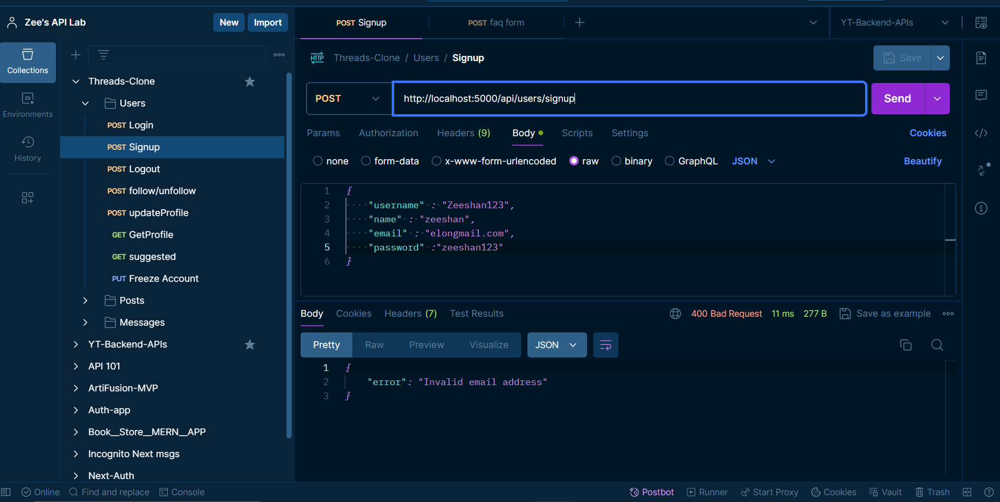 Zee's API Lab
New
Import
POST Signup
POST faq form
YT-Backend-APIs
Collections
Environments
History
Threads-Clone
Users
POST Login
POST Signup
POST Logout
POST follow/unfollow
POST updateProfile
GET GetProfile
GET suggested
PUT Freeze Account
Posts
Messages
YT-Backend-APIs
API 101
ArtiFusion-MVP
Auth-app
Book__Store__MERN__APP
Incognito Next msgs
Next-Auth
HTTP Threads-Clone / Users / Signup
Save
POST http://localhost:5000/api/users/signup Send
Params Authorization Headers (9) Body Scripts Settings Cookies
none form-data x-www-form-urlencoded raw binary GraphQL JSON Beautify
1 {
2 "username" : "Zeeshan123",
3 "name" : "zeeshan",
4 "email" : "elongmail.com",
5 "password" :"zeeshan123"
6 }
Body Cookies Headers (7) Test Results 400 Bad Request 11 ms 277 B Save as example
Pretty Raw Preview Visualize JSON
1 {
2 "error": "Invalid email address"
3 }
Online Find and replace Console Postbot Runner Start Proxy Cookies Vault Trash